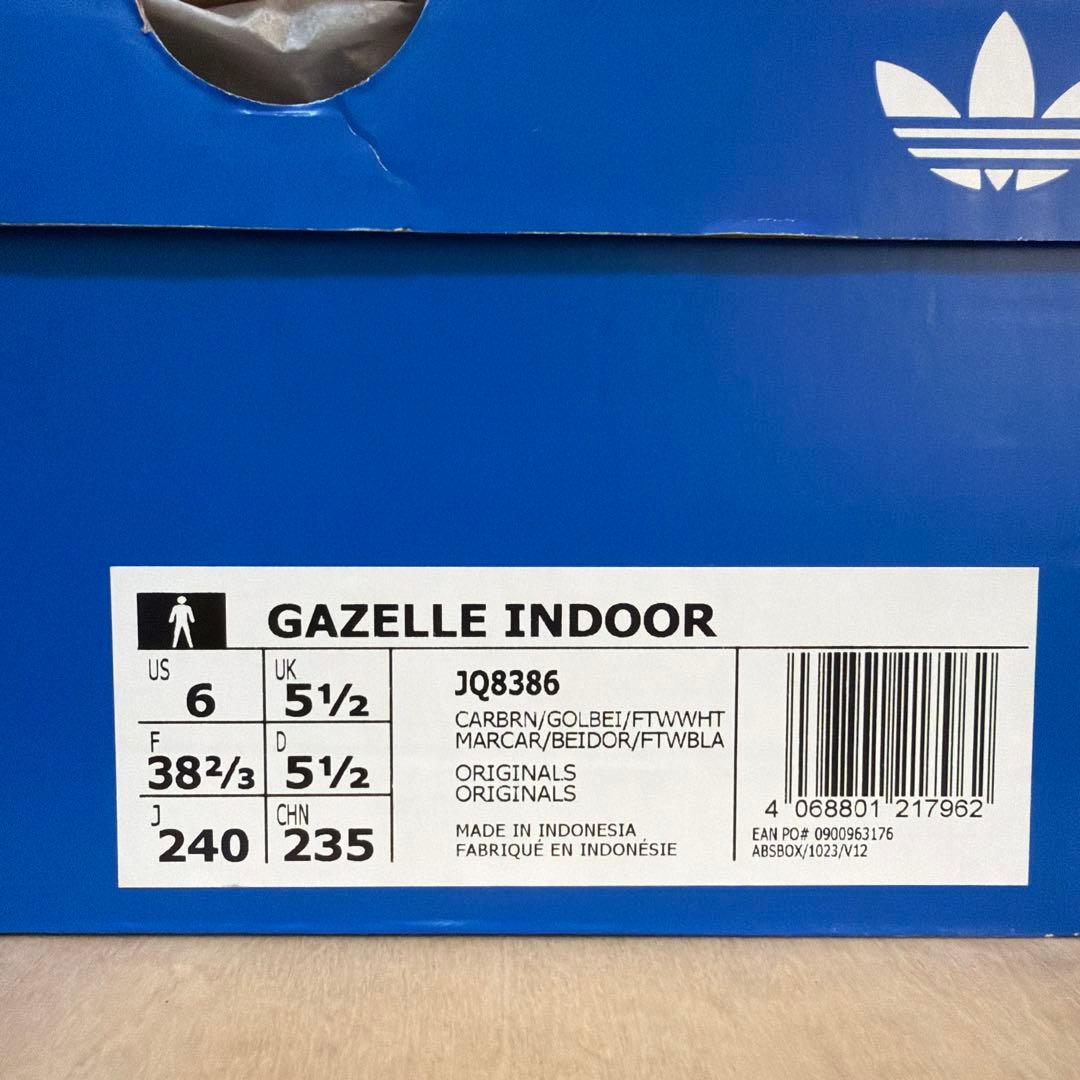 GAZELLE INDOOR
US 6
UK 5½
F 38⅔
D 5½
J 240
CHN 235
JQ8386
CARBRN/GOLBEI/FTWWHT
MARCAR/BEIDOR/FTWBLA
ORIGINALS
ORIGINALS
MADE IN INDONESIA
FABRIQUÉ EN INDONÉSIE
4 068801 217962
EAN PO# 0900963176
ABSBOX/1023/V12